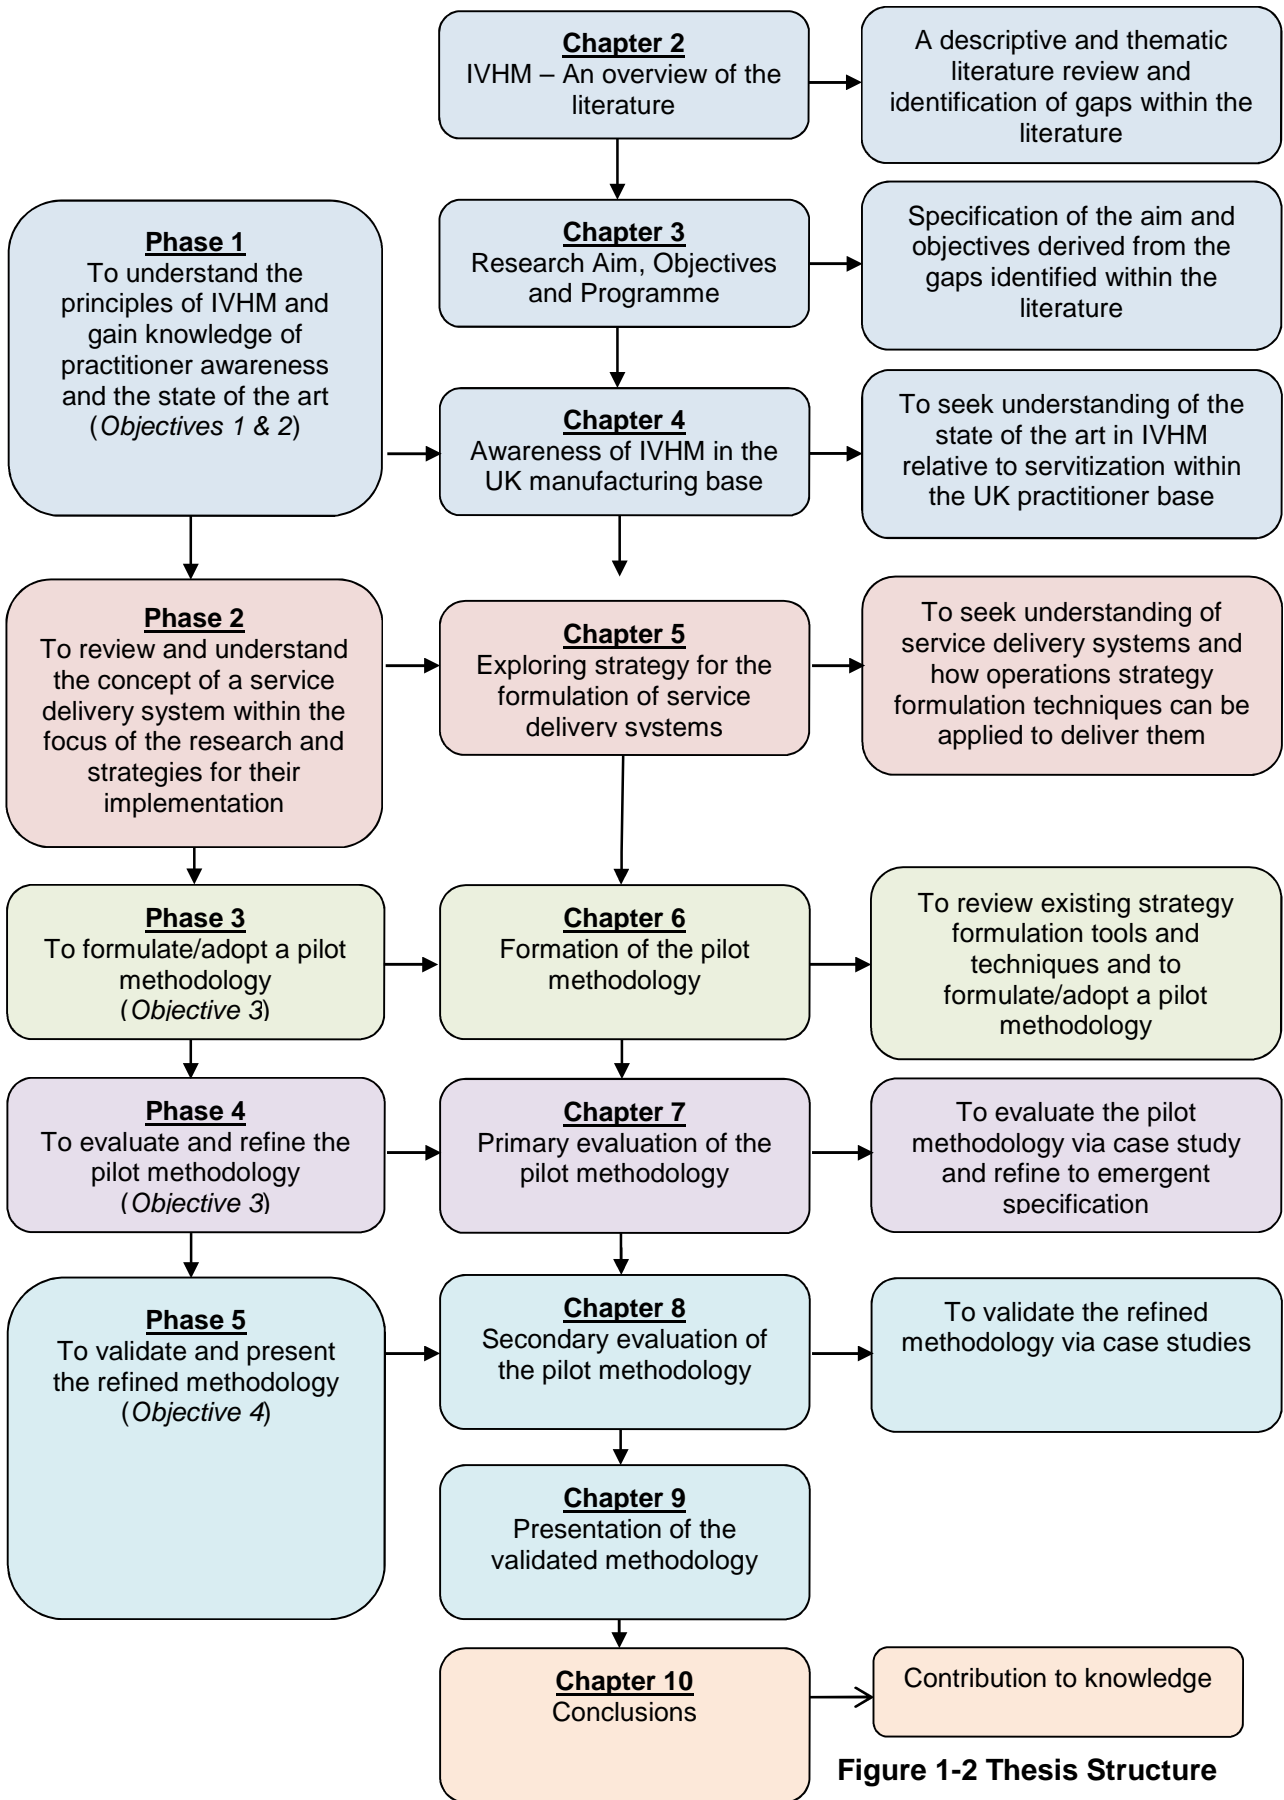 Chapter 2
IVHM – An overview of the
literature
A descriptive and thematic
literature review and
identification of gaps within the
literature
Phase 1
To understand the
principles of IVHM and
gain knowledge of
practitioner awareness
and the state of the art
(Objectives 1 & 2)
Chapter 3
Research Aim, Objectives
and Programme
Specification of the aim and
objectives derived from the
gaps identified within the
literature
Chapter 4
Awareness of IVHM in the
UK manufacturing base
To seek understanding of the
state of the art in IVHM
relative to servitization within
the UK practitioner base
Phase 2
To review and understand
the concept of a service
delivery system within the
focus of the research and
strategies for their
implementation
Chapter 5
Exploring strategy for the
formulation of service
delivery systems
To seek understanding of
service delivery systems and
how operations strategy
formulation techniques can be
applied to deliver them
Phase 3
To formulate/adopt a pilot
methodology
(Objective 3)
Chapter 6
Formation of the pilot
methodology
To review existing strategy
formulation tools and
techniques and to
formulate/adopt a pilot
methodology
Phase 4
To evaluate and refine the
pilot methodology
(Objective 3)
Chapter 7
Primary evaluation of the
pilot methodology
To evaluate the pilot
methodology via case study
and refine to emergent
specification
Phase 5
To validate and present
the refined methodology
(Objective 4)
Chapter 8
Secondary evaluation of
the pilot methodology
To validate the refined
methodology via case studies
Chapter 9
Presentation of the
validated methodology
Chapter 10
Conclusions
Contribution to knowledge
Figure 1-2 Thesis Structure